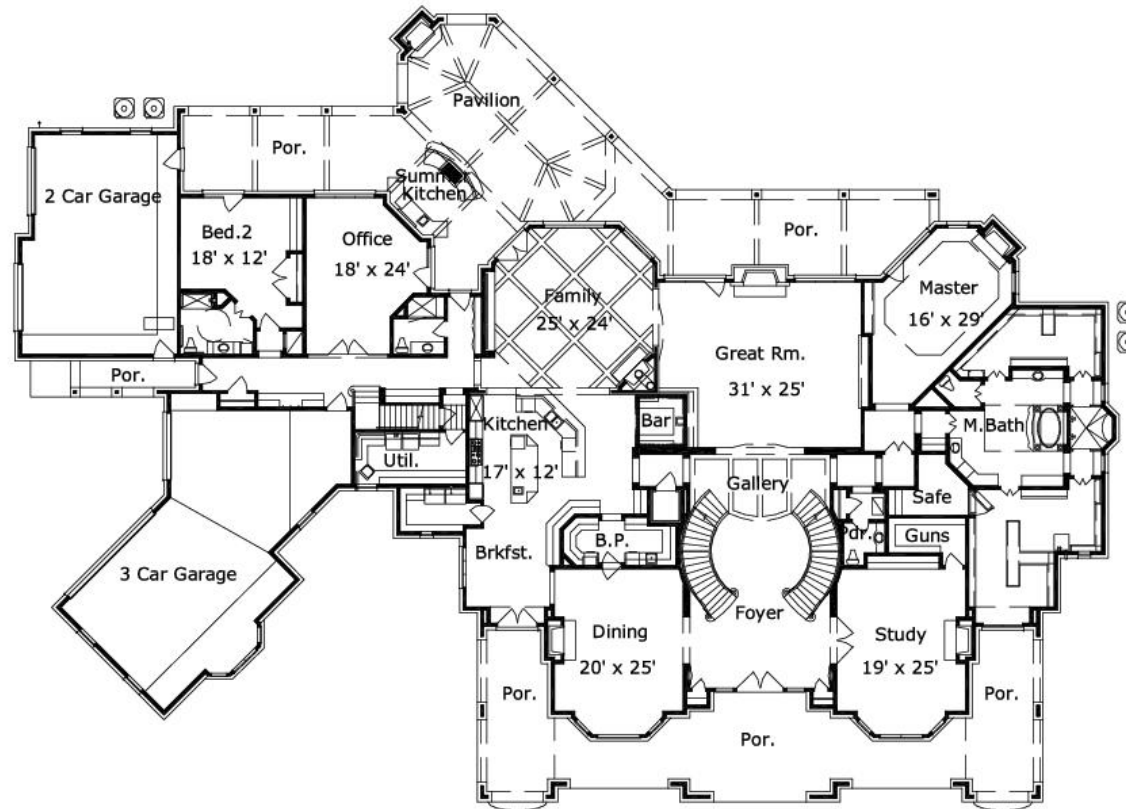 Pavilion
Por.
Summer
Kitchen
2 Car Garage
Bed.2
18' x 12'
Office
18' x 24'
Por.
Family
25' x 24'
Master
16' x 29'
Great Rm.
31' x 25'
Por.
Bar
Kitchen
17' x 12'
M.Bath
Util.
Gallery
Safe
Pdr.
Guns
B.P.
Brkfst.
3 Car Garage
Foyer
Dining
20' x 25'
Study
19' x 25'
Por.
Por.
Por.